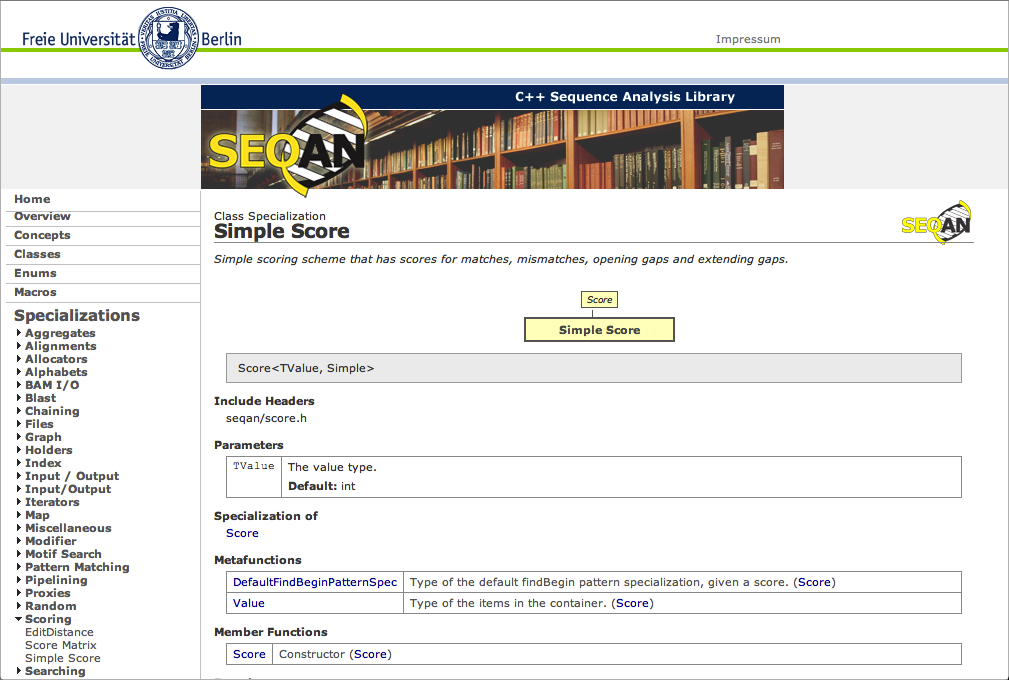 Freie Universität Berlin
Impressum
C++ Sequence Analysis Library
SEQAN
Home
Overview
Concepts
Classes
Enums
Macros
Specializations
Aggregates
Alignments
Allocators
Alphabets
BAM I/O
Blast
Chaining
Files
Graph
Holders
Index
Input / Output
Input/Output
Iterators
Map
Miscellaneous
Modifier
Motif Search
Pattern Matching
Pipelining
Proxies
Random
Scoring
EditDistance
Score Matrix
Simple Score
Searching
Class Specialization
Simple Score
SEQAN
Simple scoring scheme that has scores for matches, mismatches, opening gaps and extending gaps.
Score
Simple Score
Score<TValue, Simple>
Include Headers
seqan/score.h
Parameters
TValue The value type.
Default: int
Specialization of
Score
Metafunctions
DefaultFindBeginPatternSpec Type of the default findBegin pattern specialization, given a score. (Score)
Value Type of the items in the container. (Score)
Member Functions
Score Constructor (Score)